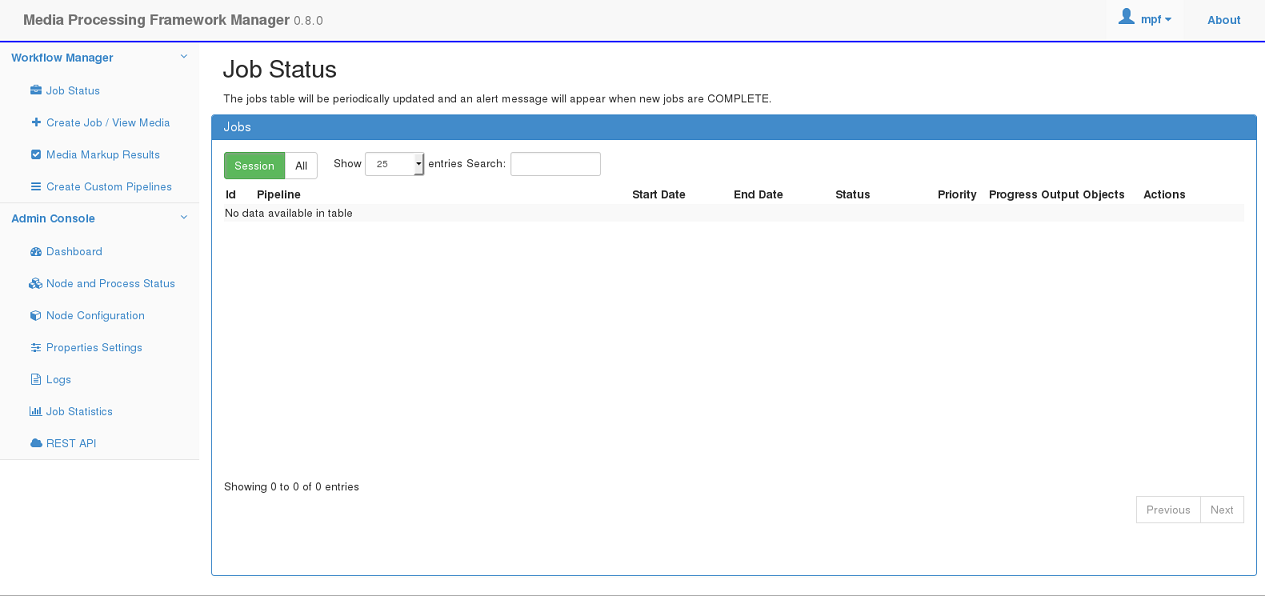 Media Processing Framework Manager 0.8.0
mpf
About
Workflow Manager
Job Status
Create Job / View Media
Media Markup Results
Create Custom Pipelines
Admin Console
Dashboard
Node and Process Status
Node Configuration
Properties Settings
Logs
Job Statistics
REST API
Job Status
The jobs table will be periodically updated and an alert message will appear when new jobs are COMPLETE.
Jobs
Session All Show 25 entries Search:
Id Pipeline Start Date End Date Status Priority Progress Output Objects Actions
No data available in table
Showing 0 to 0 of 0 entries
Previous Next